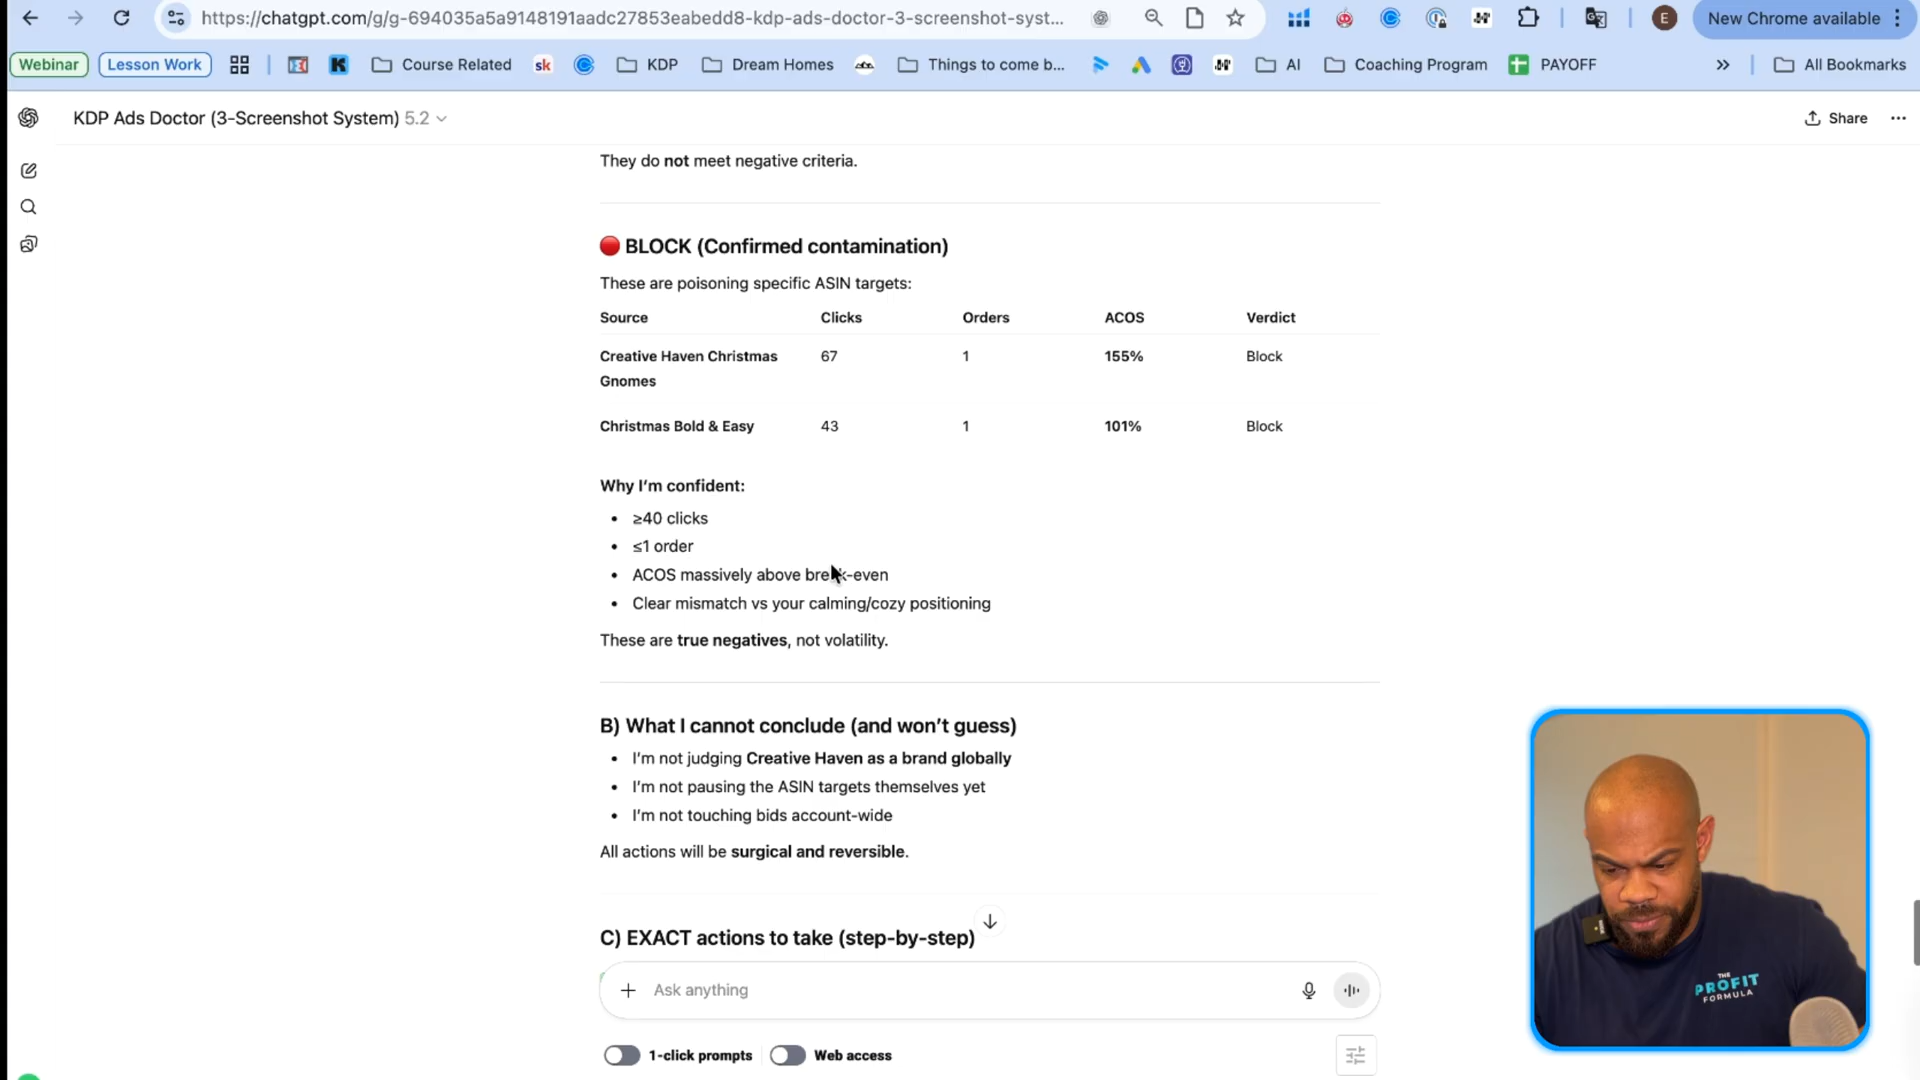 https://chatgpt.com/g/g-694035a5a9148191aadc27853eabedd8-kdp-ads-doctor-3-screenshot-syst...
E
New Chrome available
Webinar
Lesson Work
K
Course Related
sk
KDP
Dream Homes
Things to come b...
AI
Coaching Program
PAYOFF
»
All Bookmarks
KDP Ads Doctor (3-Screenshot System) 5.2
Share
They do not meet negative criteria.
BLOCK (Confirmed contamination)
These are poisoning specific ASIN targets:
Source Clicks Orders ACOS Verdict
Creative Haven Christmas Gnomes 67 1 155% Block
Christmas Bold & Easy 43 1 101% Block
Why I'm confident:
• ≥40 clicks
• ≤1 order
• ACOS massively above break-even
• Clear mismatch vs your calming/cozy positioning
These are true negatives, not volatility.
B) What I cannot conclude (and won't guess)
• I'm not judging Creative Haven as a brand globally
• I'm not pausing the ASIN targets themselves yet
• I'm not touching bids account-wide
All actions will be surgical and reversible.
C) EXACT actions to take (step-by-step)
Ask anything
1-click prompts
Web access
THE
PROFIT
FORMULA